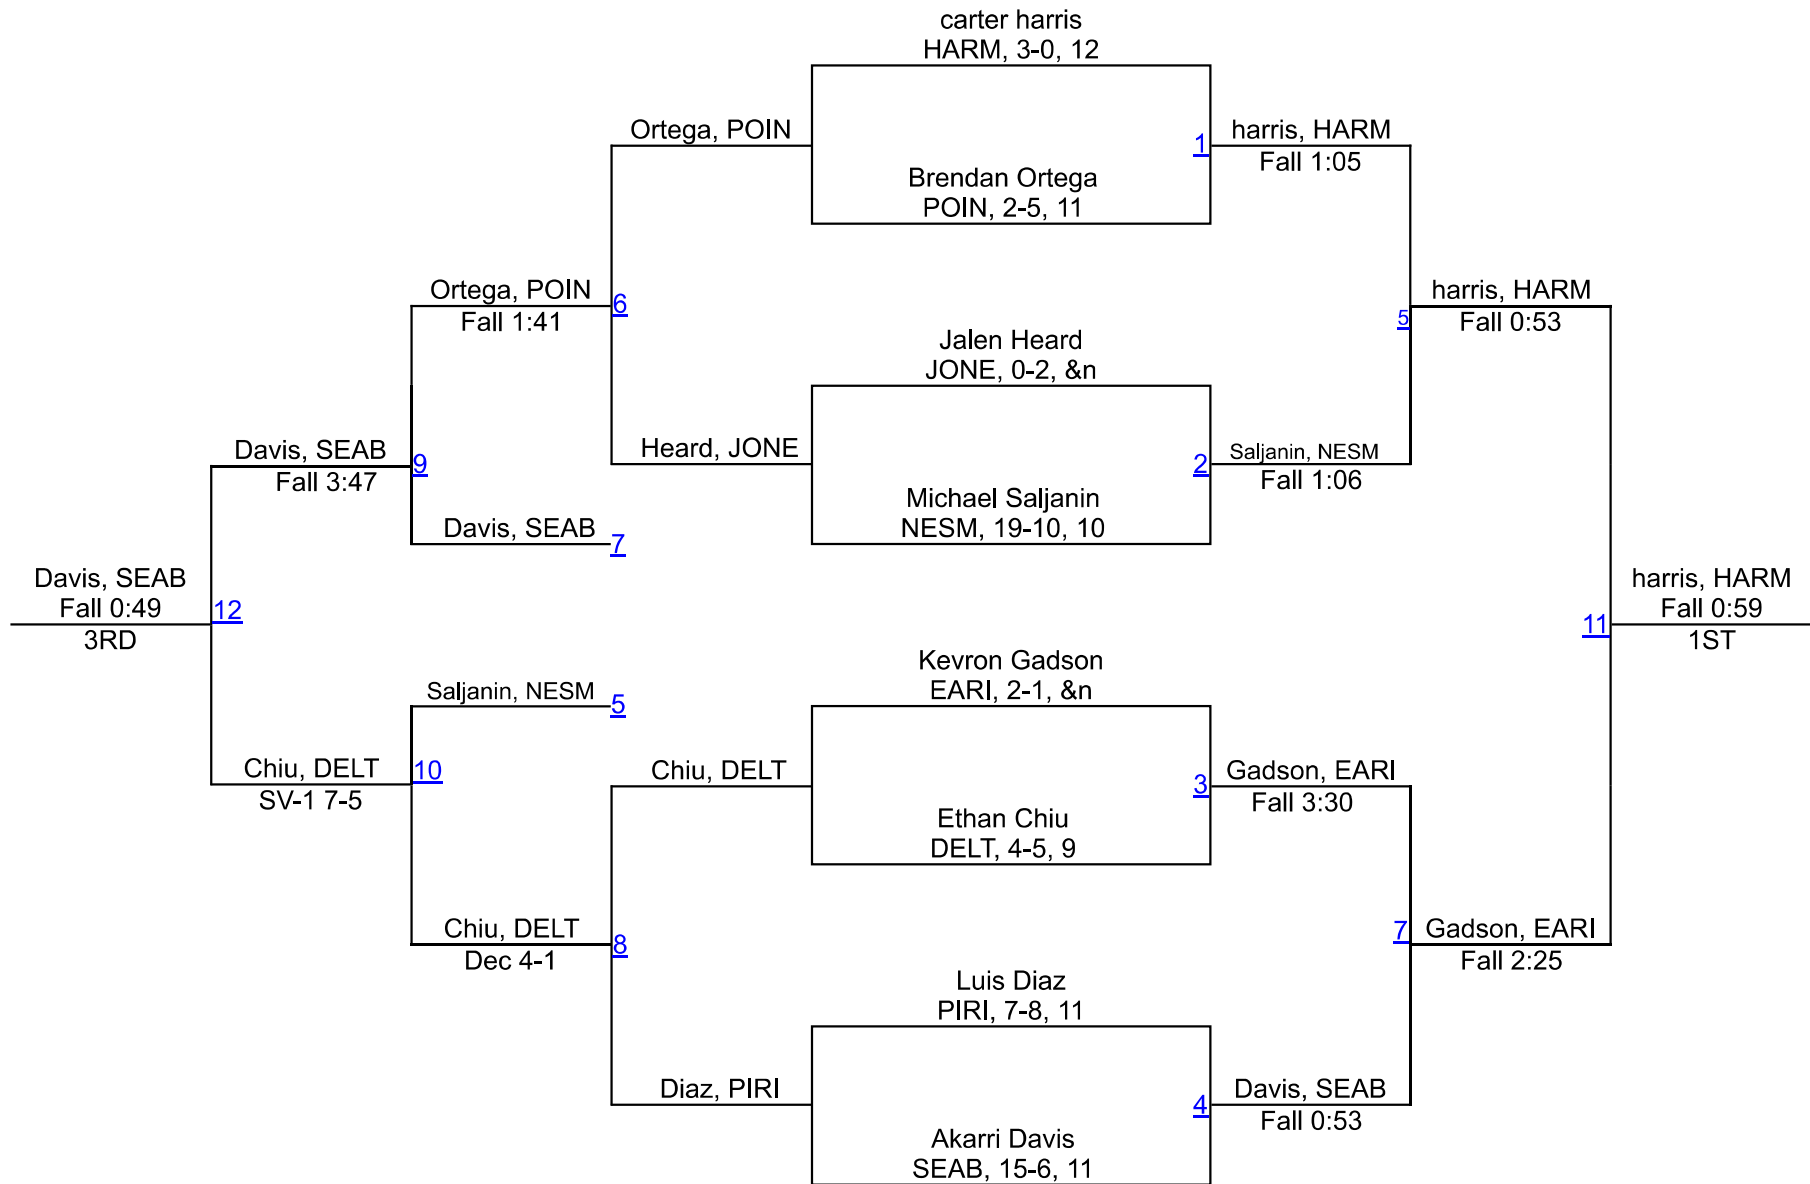 carter harris
HARM, 3-0, 12
Ortega, POIN
1
harris, HARM
Fall 1:05
Brendan Ortega
POIN, 2-5, 11
Ortega, POIN
Fall 1:41
6
harris, HARM
Fall 0:53
5
Jalen Heard
JONE, 0-2, &n
Davis, SEAB
Fall 3:47
9
Heard, JONE
2
Saljanin, NESM
Fall 1:06
Michael Saljanin
NESM, 19-10, 10
Davis, SEAB
7
Davis, SEAB
Fall 0:49
3RD
12
11
harris, HARM
Fall 0:59
1ST
Kevron Gadson
EARI, 2-1, &n
Saljanin, NESM
5
Chiu, DELT
SV-1 7-5
10
Chiu, DELT
3
Gadson, EARI
Fall 3:30
Ethan Chiu
DELT, 4-5, 9
Chiu, DELT
Dec 4-1
8
7
Gadson, EARI
Fall 2:25
Luis Diaz
PIRI, 7-8, 11
Diaz, PIRI
4
Davis, SEAB
Fall 0:53
Akarri Davis
SEAB, 15-6, 11